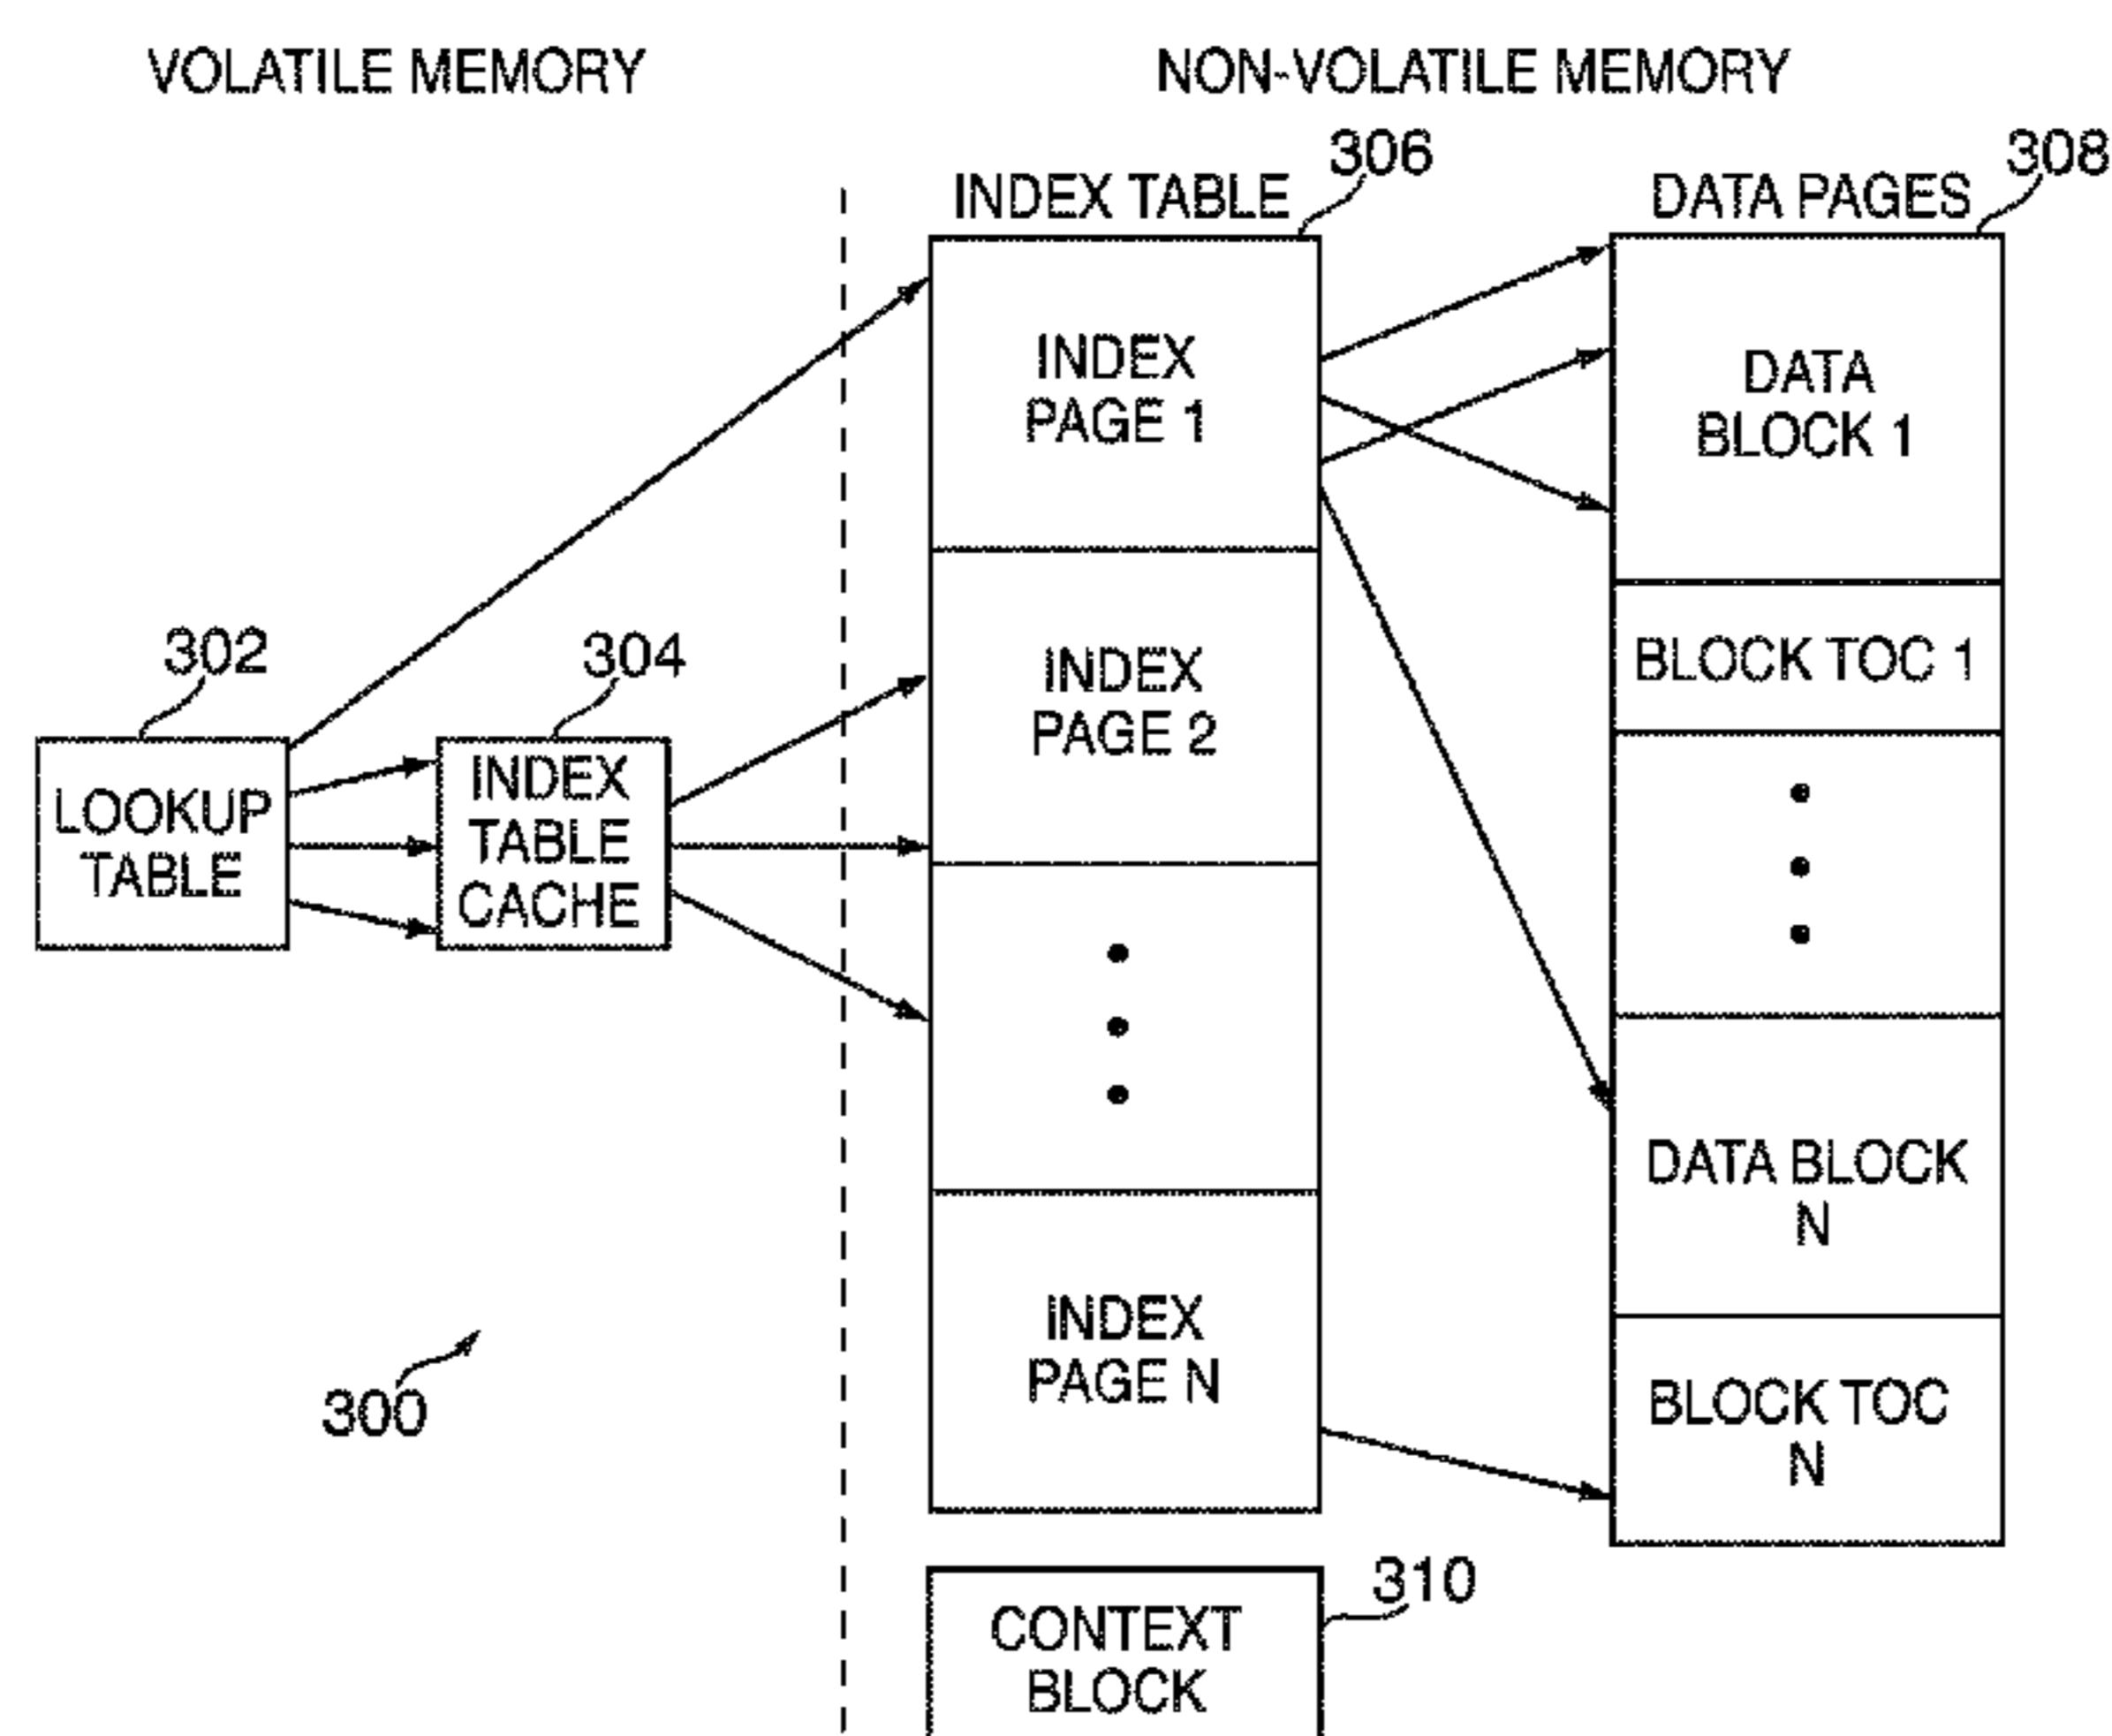 VOLATILE MEMORY
NON-VOLATILE MEMORY
306
308
INDEX TABLE
DATA PAGES
INDEX
PAGE 1
DATA
BLOCK 1
302
304
INDEX
PAGE 2
BLOCK TOC 1
LOOKUP
TABLE
INDEX
TABLE
CACHE
DATA BLOCK
N
INDEX
PAGE N
300
BLOCK TOC
N
310
CONTEXT
BLOCK